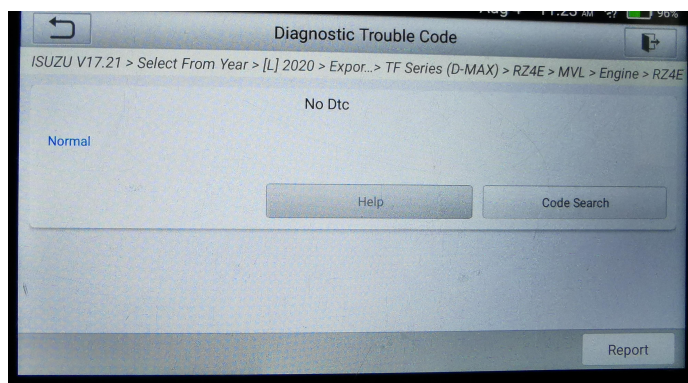 Diagnostic Trouble Code
ISUZU V17.21 > Select From Year > [L] 2020 > Expor...> TF Series (D-MAX) > RZ4E > MVL > Engine > RZ4E
No Dtc
Normal
Help
Code Search
Report